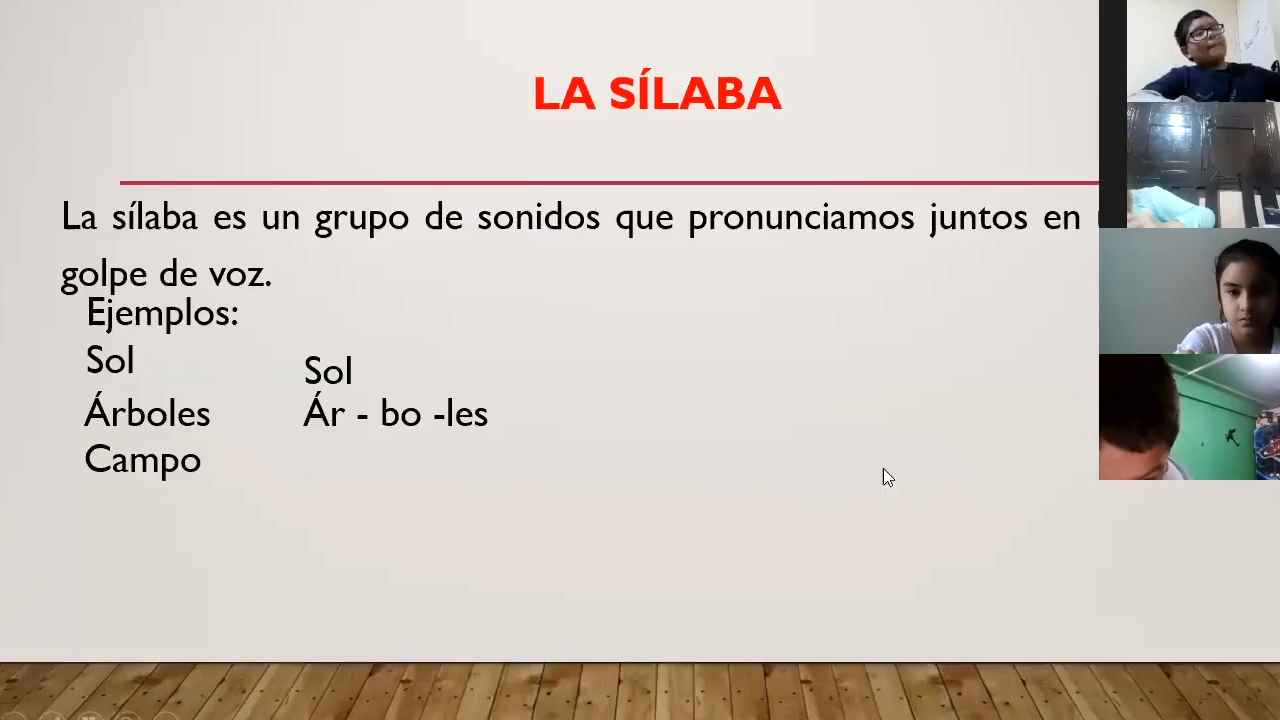 LA SÍLABA
La sílaba es un grupo de sonidos que pronunciamos juntos en
golpe de voz.
Ejemplos:
Sol Sol
Árboles Ár - bo -les
Campo